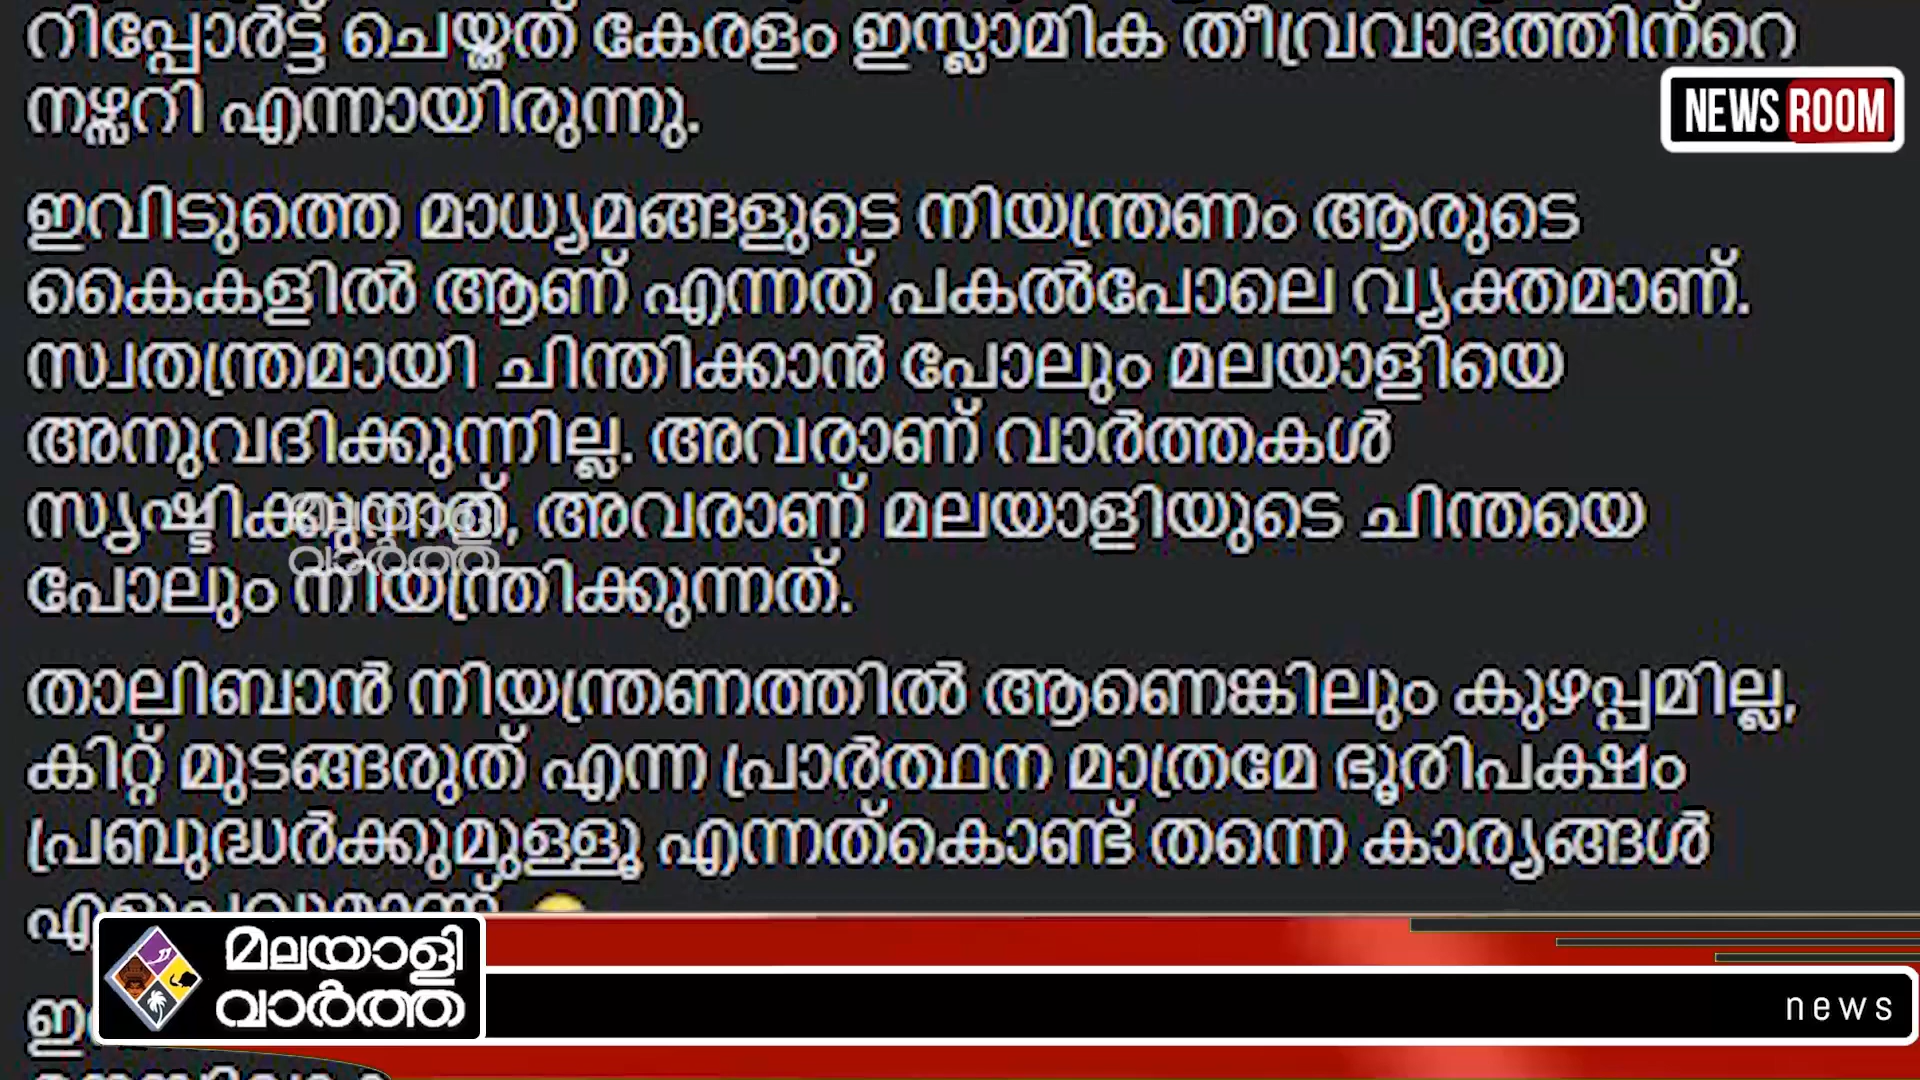 റിപ്പോർട്ട് ചെയ്തത് കേരളം ഇസ്ലാമിക തീവ്രവാദത്തിന്റെ
നഴ്സറി എന്നായിരുന്നു.
NEWS ROOM
ഇവിടുത്തെ മാധ്യമങ്ങളുടെ നിയന്ത്രണം ആരുടെ
കൈകളിൽ ആണ് എന്നത് പകൽപോലെ വ്യക്തമാണ്.
സ്വതന്ത്രമായി ചിന്തിക്കാൻ പോലും മലയാളിയെ
അനുവദിക്കുന്നില്ല. അവരാണ് വാർത്തകൾ
സൃഷ്ടിക്കുന്നത്, അവരാണ് മലയാളിയുടെ ചിന്തയെ
പോലും നിയന്ത്രിക്കുന്നത്.
മലയാളി
വാർത്ത
താലിബാൻ നിയന്ത്രണത്തിൽ ആണെങ്കിലും കുഴപ്പമില്ല,
കിറ്റ് മുടങ്ങരുത് എന്ന പ്രാർത്ഥന മാത്രമേ ഭൂരിപക്ഷം
പ്രബുദ്ധർക്കുമുള്ളൂ എന്നത്കൊണ്ട് തന്നെ കാര്യങ്ങൾ
മലയാളി
വാർത്ത
news